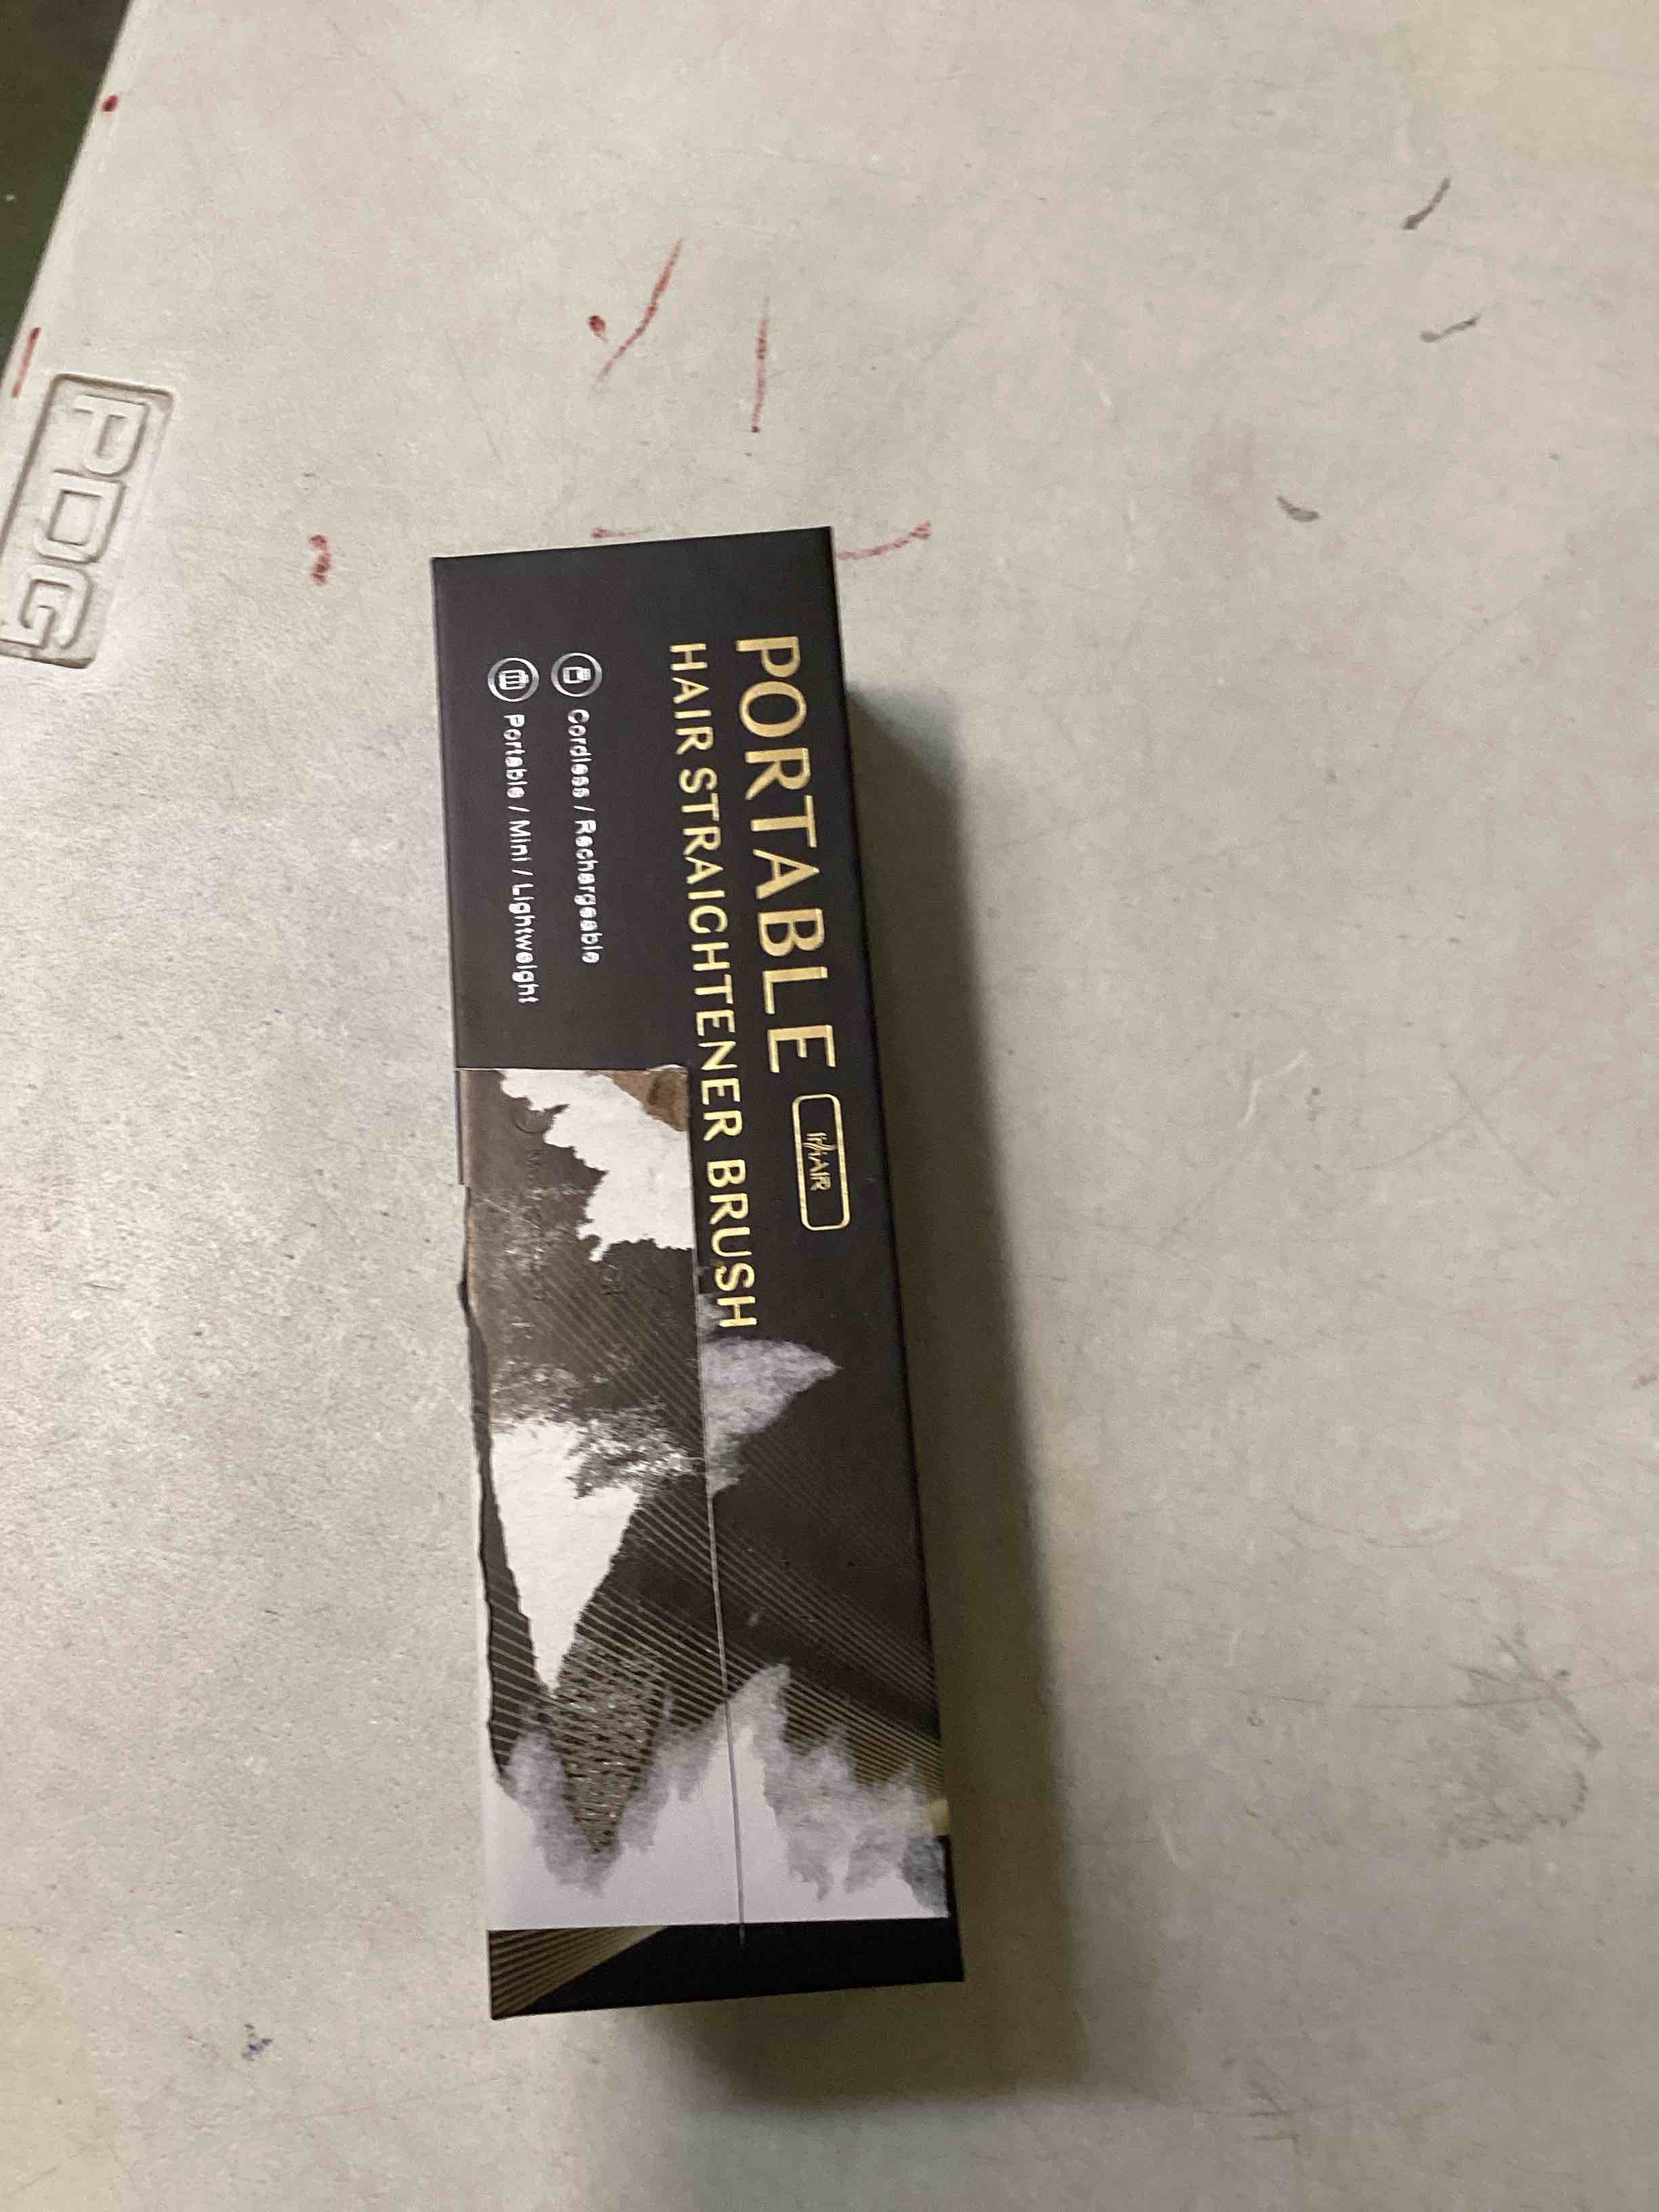 PORTABLE
HAIR STRAIGHTENER BRUSH
Cordless / Rechargeable
Portable / Mini / Lightweight
PDG